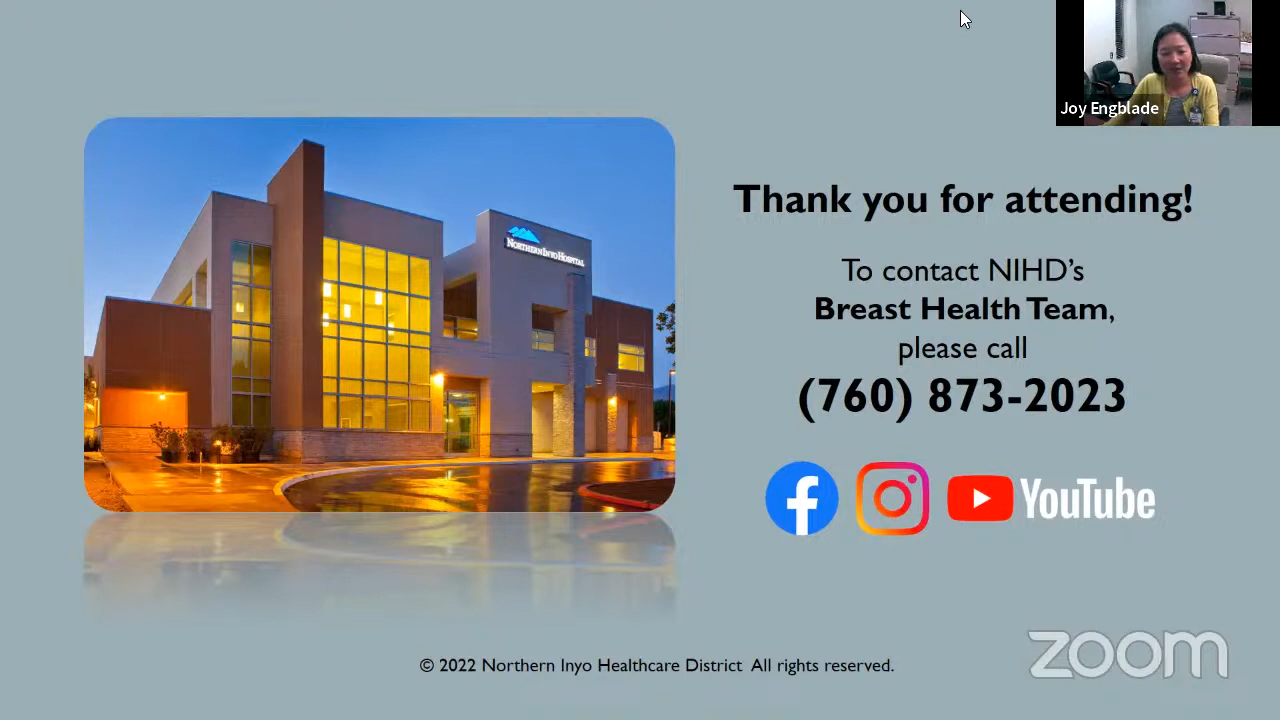 Joy Engblade
NORTHERN INYO HOSPITAL
Thank you for attending!
To contact NIHD’s
Breast Health Team,
please call
(760) 873-2023
YouTube
© 2022 Northern Inyo Healthcare District All rights reserved.
zoom